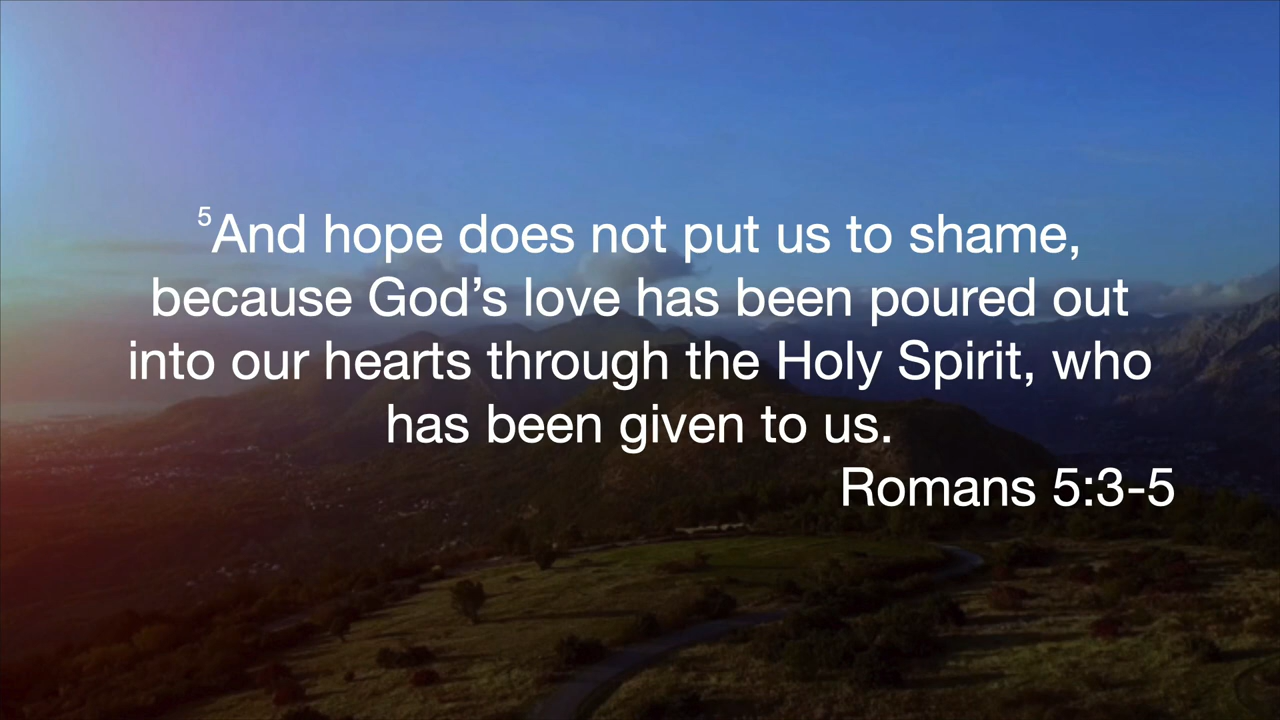 ⁵And hope does not put us to shame,
because God’s love has been poured out
into our hearts through the Holy Spirit, who
has been given to us.
Romans 5:3-5